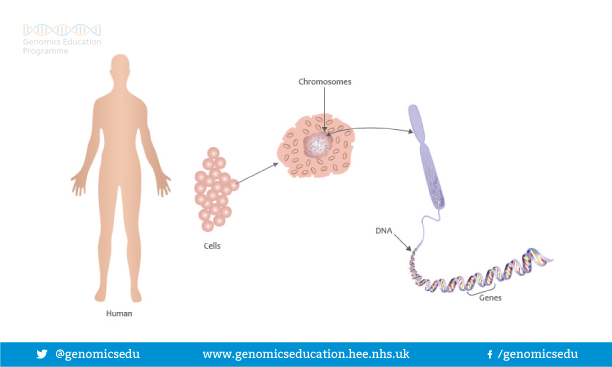 Genomics Education
Programme
Chromosomes
DNA
Cells
Genes
Human
@genomicsedu
www.genomicseducation.hee.nhs.uk
/genomicsedu